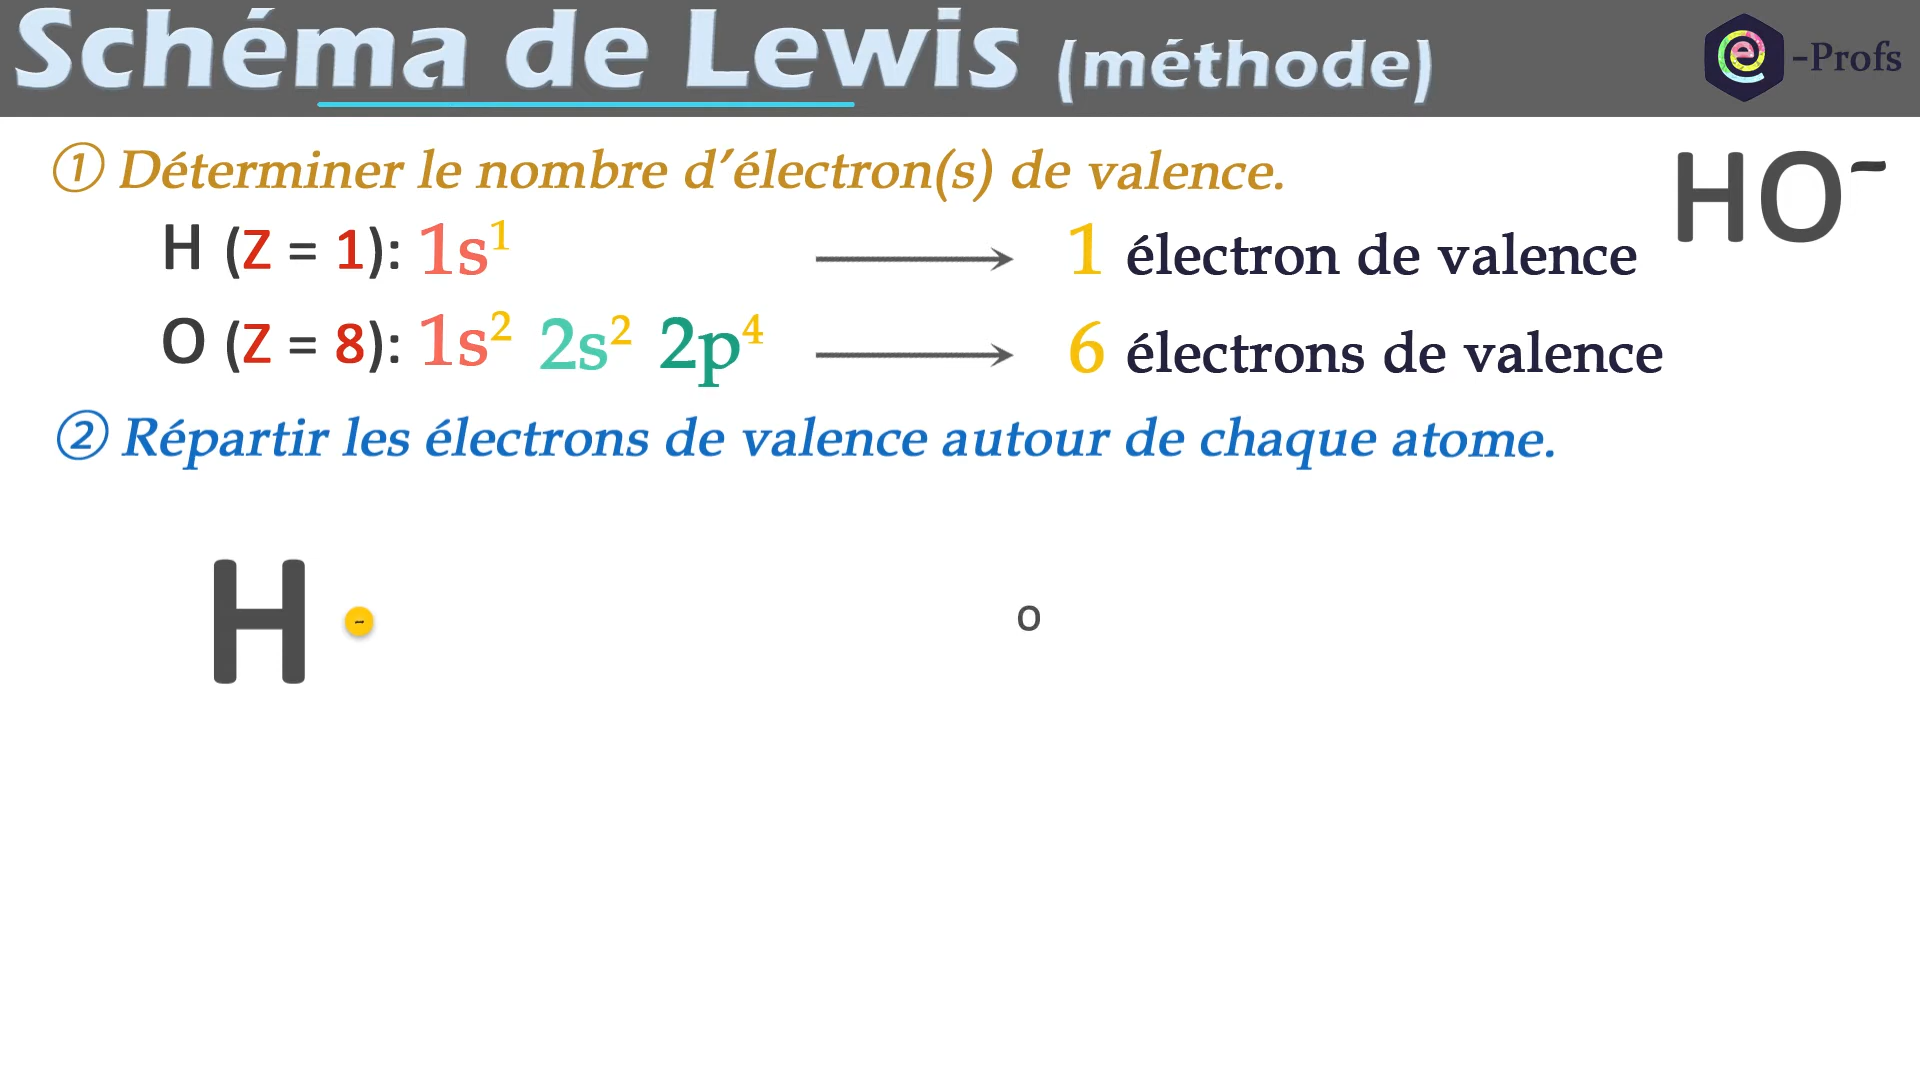 Schéma de Lewis (méthode)
e -Profs
① Déterminer le nombre d’électron(s) de valence.
HO⁻
H (Z = 1): 1s¹ → 1 électron de valence
O (Z = 8): 1s² 2s² 2p⁴ → 6 électrons de valence
② Répartir les électrons de valence autour de chaque atome.
H - O